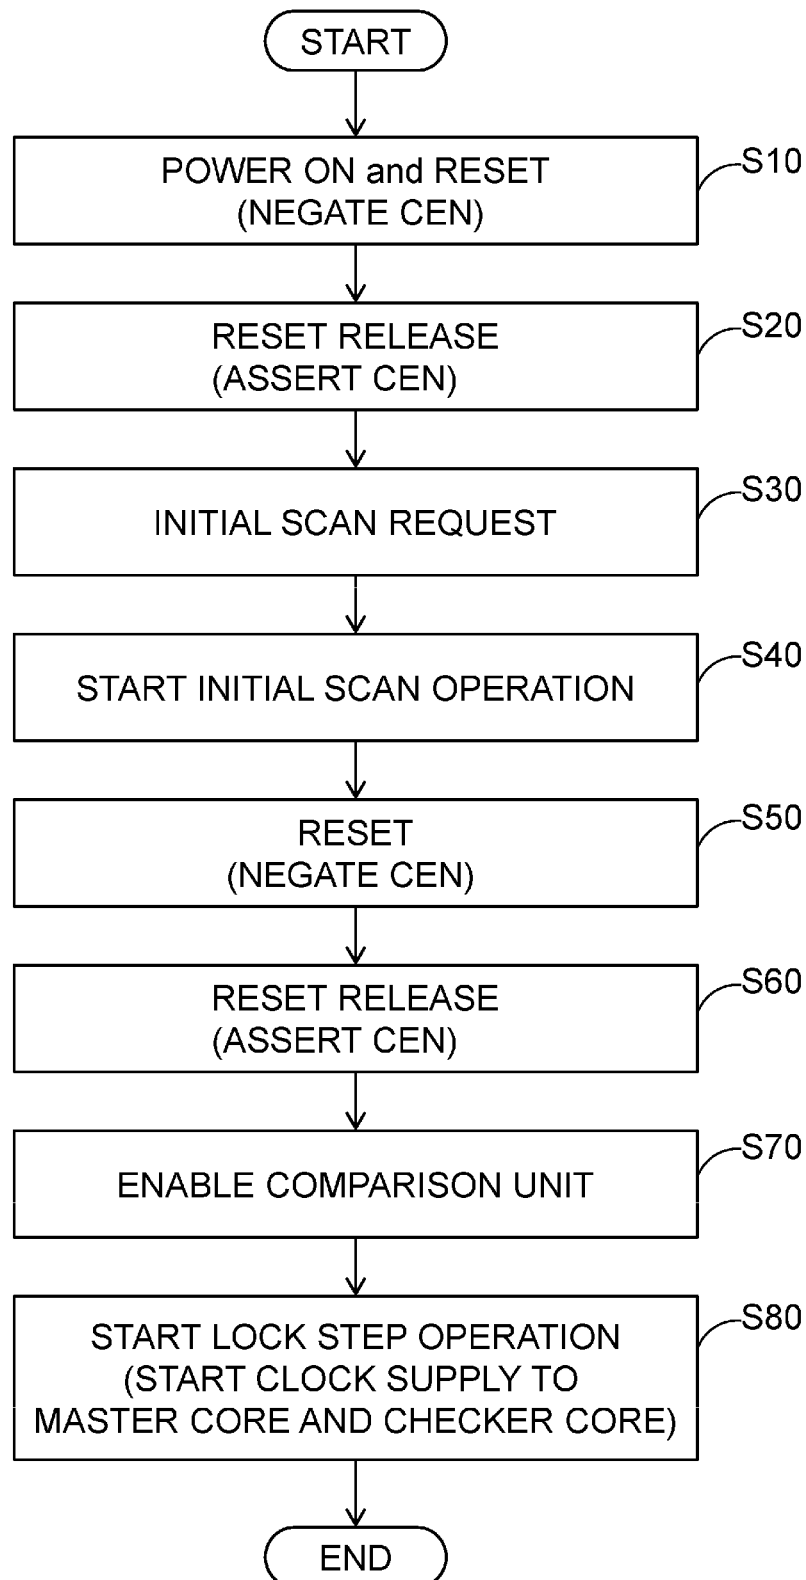 START
POWER ON and RESET
(NEGATE CEN)
S10
RESET RELEASE
(ASSERT CEN)
S20
INITIAL SCAN REQUEST
S30
START INITIAL SCAN OPERATION
S40
RESET
(NEGATE CEN)
S50
RESET RELEASE
(ASSERT CEN)
S60
ENABLE COMPARISON UNIT
S70
START LOCK STEP OPERATION
(START CLOCK SUPPLY TO
MASTER CORE AND CHECKER CORE)
S80
END